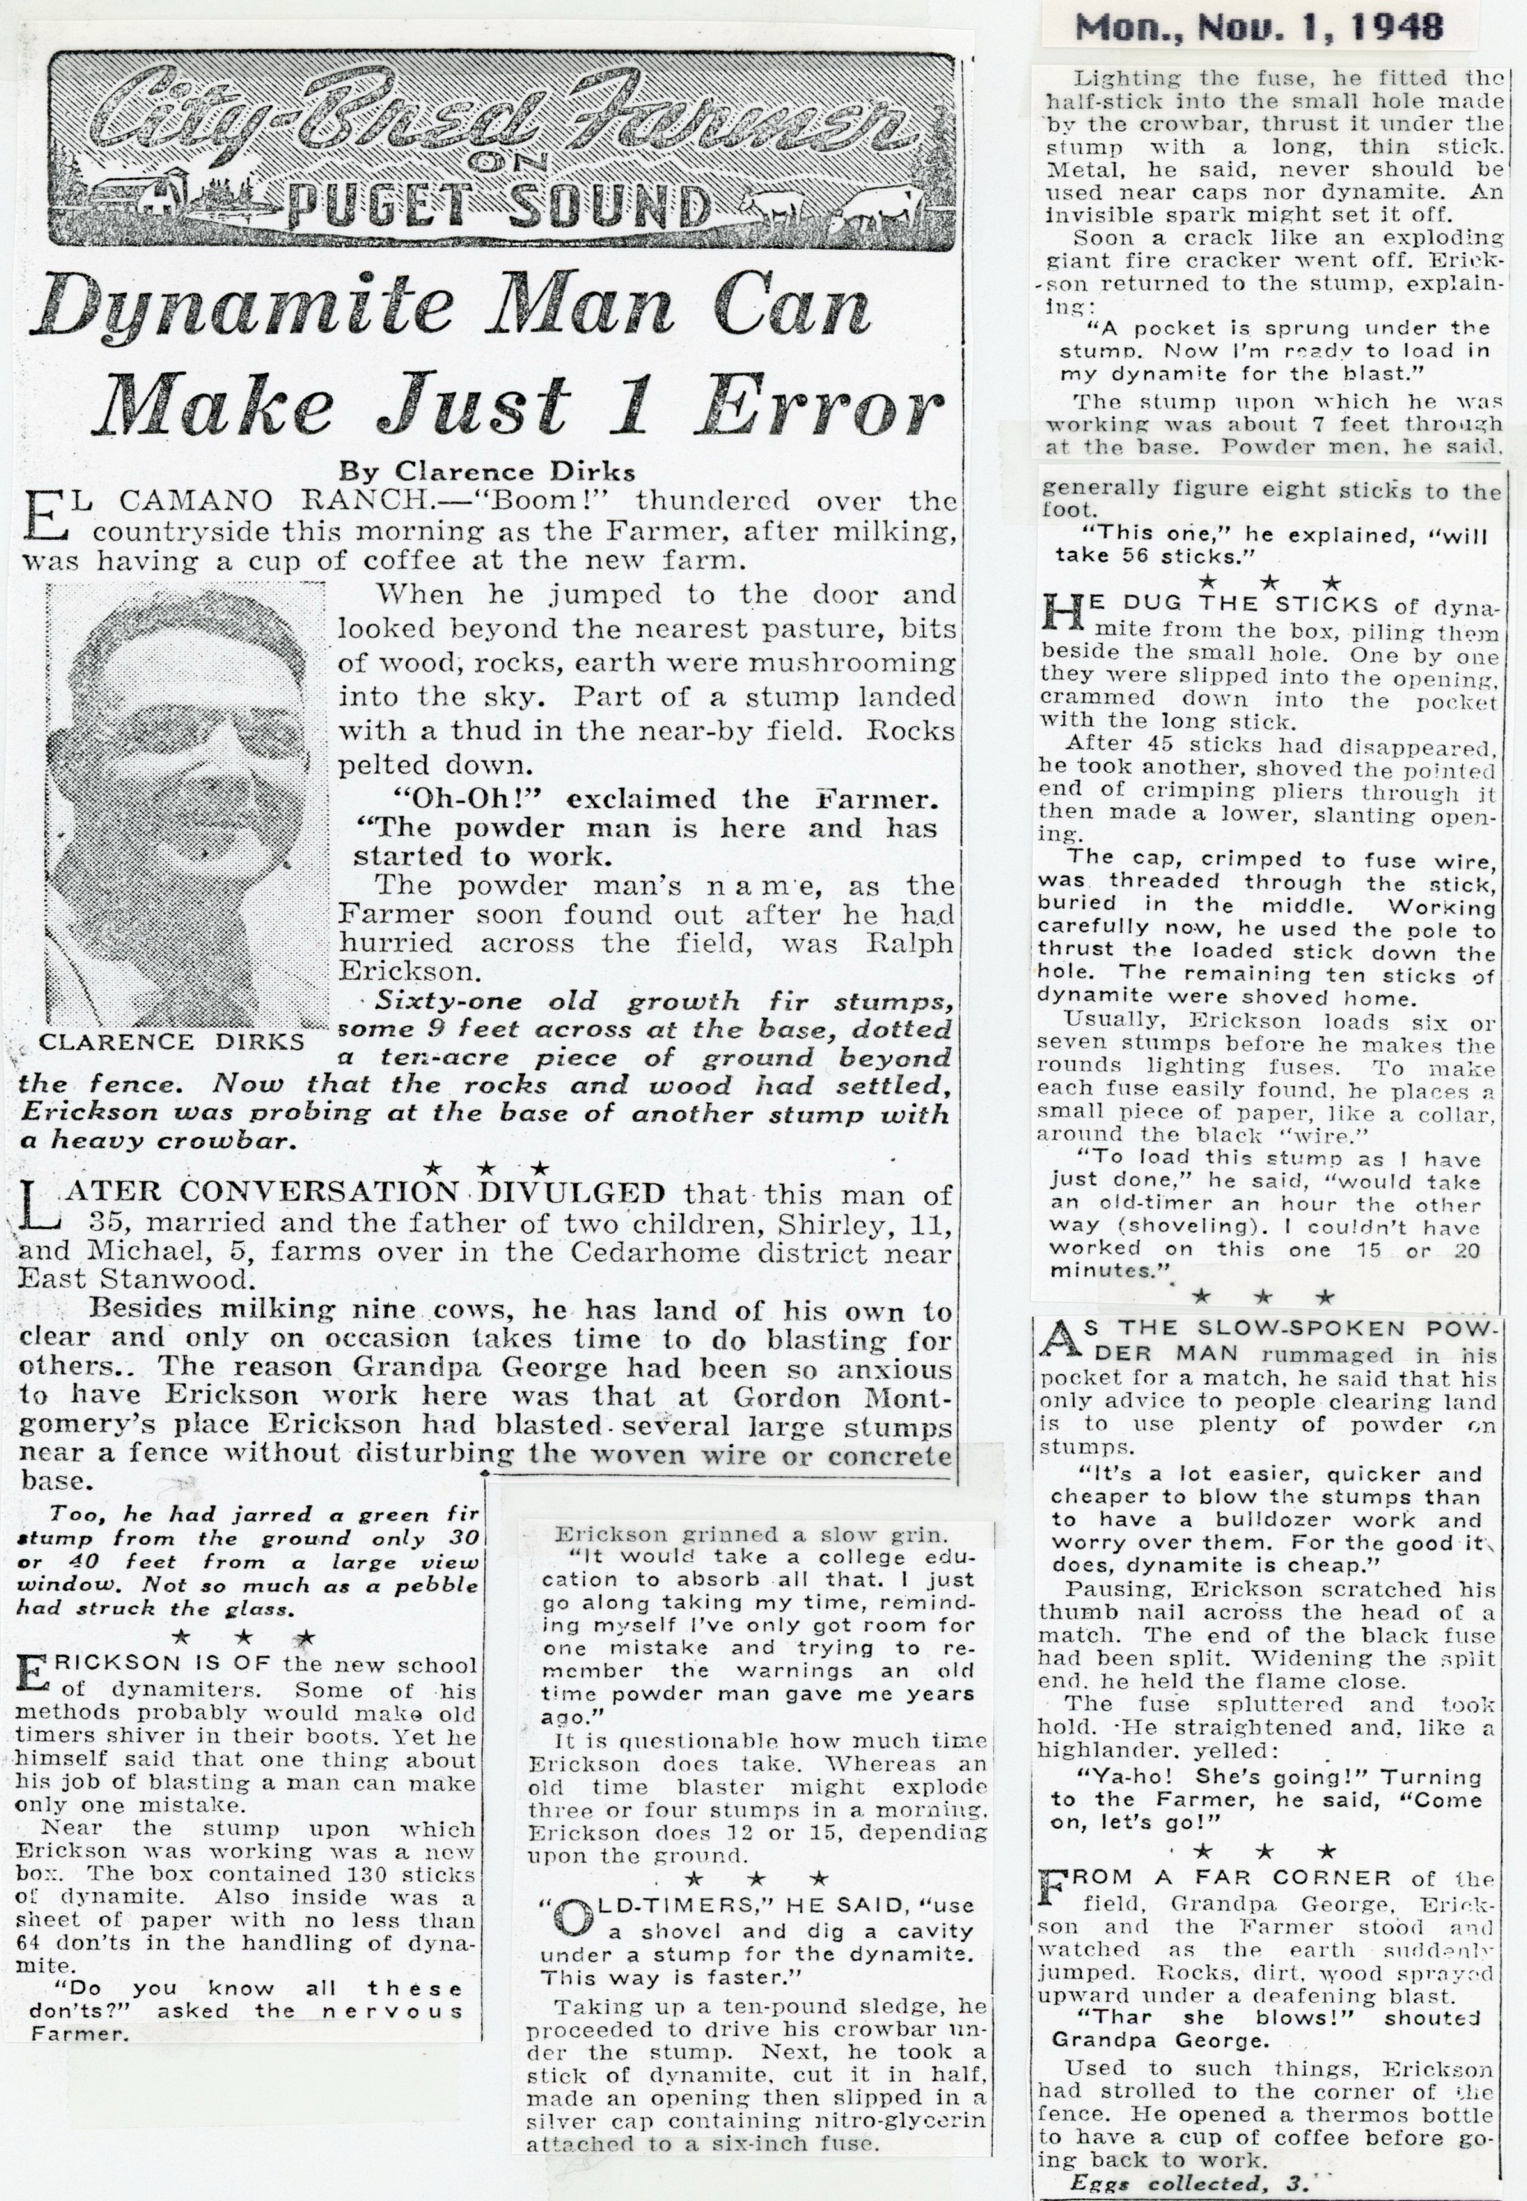 City-Bred Farmer
ON
PUGET SOUND
Dynamite Man Can
Make Just 1 Error
By Clarence Dirks
EL CAMANO RANCH.—“Boom!” thundered over the
countryside this morning as the Farmer, after milking,
was having a cup of coffee at the new farm.
When he jumped to the door and
looked beyond the nearest pasture, bits
of wood, rocks, earth were mushrooming
into the sky. Part of a stump landed
with a thud in the near-by field. Rocks
pelted down.
“Oh-Oh!” exclaimed the Farmer.
“The powder man is here and has
started to work.
The powder man's name, as the
Farmer soon found out after he had
hurried across the field, was Ralph
Erickson.
Sixty-one old growth fir stumps,
CLARENCE DIRKS
some 9 feet across at the base, dotted
a ten-acre piece of ground beyond
the fence. Now that the rocks and wood had settled,
Erickson was probing at the base of another stump with
a heavy crowbar.
★ ★ ★
LATER CONVERSATION DIVULGED that this man of
35, married and the father of two children, Shirley, 11,
and Michael, 5, farms over in the Cedarhome district near
East Stanwood.
Besides milking nine cows, he has land of his own to
clear and only on occasion takes time to do blasting for
others.. The reason Grandpa George had been so anxious
to have Erickson work here was that at Gordon Mont-
gomery's place Erickson had blasted several large stumps
near a fence without disturbing the woven wire or concrete
base.
Too, he had jarred a green fir
stump from the ground only 30
or 40 feet from a large view
window. Not so much as a pebble
had struck the glass.
★ ★ ★
ERICKSON IS OF the new school
of dynamiters. Some of his
methods probably would make old
timers shiver in their boots. Yet he
himself said that one thing about
his job of blasting a man can make
only one mistake.
Near the stump upon which
Erickson was working was a new
box. The box contained 130 sticks
of dynamite. Also inside was a
sheet of paper with no less than
64 don'ts in the handling of dyna-
mite.
“Do you know all these
don'ts?” asked the nervous
Farmer.
Erickson grinned a slow grin.
“It would take a college edu-
cation to absorb all that. I just
go along taking my time, remind-
ing myself I've only got room for
one mistake and trying to re-
member the warnings an old
time powder man gave me years
ago.”
It is questionable how much time
Erickson does take. Whereas an
old time blaster might explode
three or four stumps in a morning,
Erickson does 12 or 15, depending
upon the ground.
★ ★ ★
“OLD-TIMERS,” HE SAID, “use
a shovel and dig a cavity
under a stump for the dynamite.
This way is faster.”
Taking up a ten-pound sledge, he
proceeded to drive his crowbar un-
der the stump. Next, he took a
stick of dynamite, cut it in half,
made an opening then slipped in a
silver cap containing nitro-glycerin
attached to a six-inch fuse.
Mon., Nov. 1, 1948
Lighting the fuse, he fitted the
half-stick into the small hole made
by the crowbar, thrust it under the
stump with a long, thin stick.
Metal, he said, never should be
used near caps nor dynamite. An
invisible spark might set it off.
Soon a crack like an exploding
giant fire cracker went off. Erick-
son returned to the stump, explain-
ing:
“A pocket is sprung under the
stump. Now I'm ready to load in
my dynamite for the blast.”
The stump upon which he was
working was about 7 feet through
at the base. Powder men, he said,
generally figure eight sticks to the
foot.
“This one,” he explained, “will
take 56 sticks.”
★ ★ ★
HE DUG THE STICKS of dyna-
mite from the box, piling them
beside the small hole. One by one
they were slipped into the opening,
crammed down into the pocket
with the long stick.
After 45 sticks had disappeared,
he took another, shoved the pointed
end of crimping pliers through it
then made a lower, slanting open-
ing.
The cap, crimped to fuse wire,
was threaded through the stick,
buried in the middle. Working
carefully now, he used the pole to
thrust the loaded stick down the
hole. The remaining ten sticks of
dynamite were shoved home.
Usually, Erickson loads six or
seven stumps before he makes the
rounds lighting fuses. To make
each fuse easily found, he places a
small piece of paper, like a collar,
around the black “wire.”
“To load this stump as I have
just done,” he said, “would take
an old-timer an hour the other
way (shoveling). I couldn't have
worked on this one 15 or 20
minutes.”
★ ★ ★
AS THE SLOW-SPOKEN POW-
DER MAN rummaged in his
pocket for a match, he said that his
only advice to people clearing land
is to use plenty of powder on
stumps.
“It's a lot easier, quicker and
cheaper to blow the stumps than
to have a bulldozer work and
worry over them. For the good it
does, dynamite is cheap.”
Pausing, Erickson scratched his
thumb nail across the head of a
match. The end of the black fuse
had been split. Widening the split
end, he held the flame close.
The fuse spluttered and took
hold. He straightened and, like a
highlander, yelled:
“Ya-ho! She's going!” Turning
to the Farmer, he said, “Come
on, let's go!”
★ ★ ★
FROM A FAR CORNER of the
field, Grandpa George, Erick-
son and the Farmer stood and
watched as the earth suddenly
jumped. Rocks, dirt, wood sprayed
upward under a deafening blast.
“Thar she blows!” shouted
Grandpa George.
Used to such things, Erickson
had strolled to the corner of the
fence. He opened a thermos bottle
to have a cup of coffee before go-
ing back to work.
Eggs collected, 3.